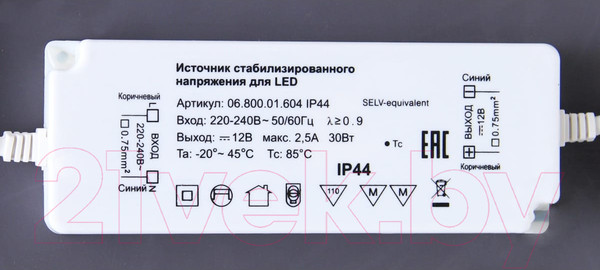 Источник стабилизированного
напряжения для LED
Артикул: 06.800.01.604 IP44
SELV-equivalent
Вход: 220-240В~ 50/60Гц λ≥0.9
Выход: ⎓12В макс. 2,5А 30Вт
Ta: -20°~ 45°C Tc: 85°C
• Tc
EAC
IP44
110
M
M
Коричневый
L
ВХОД
220-240В~
0.75mm²
N
Синий
Синий
ВЫХОД
⎓12В
0.75mm²
Коричневый
21vek.by